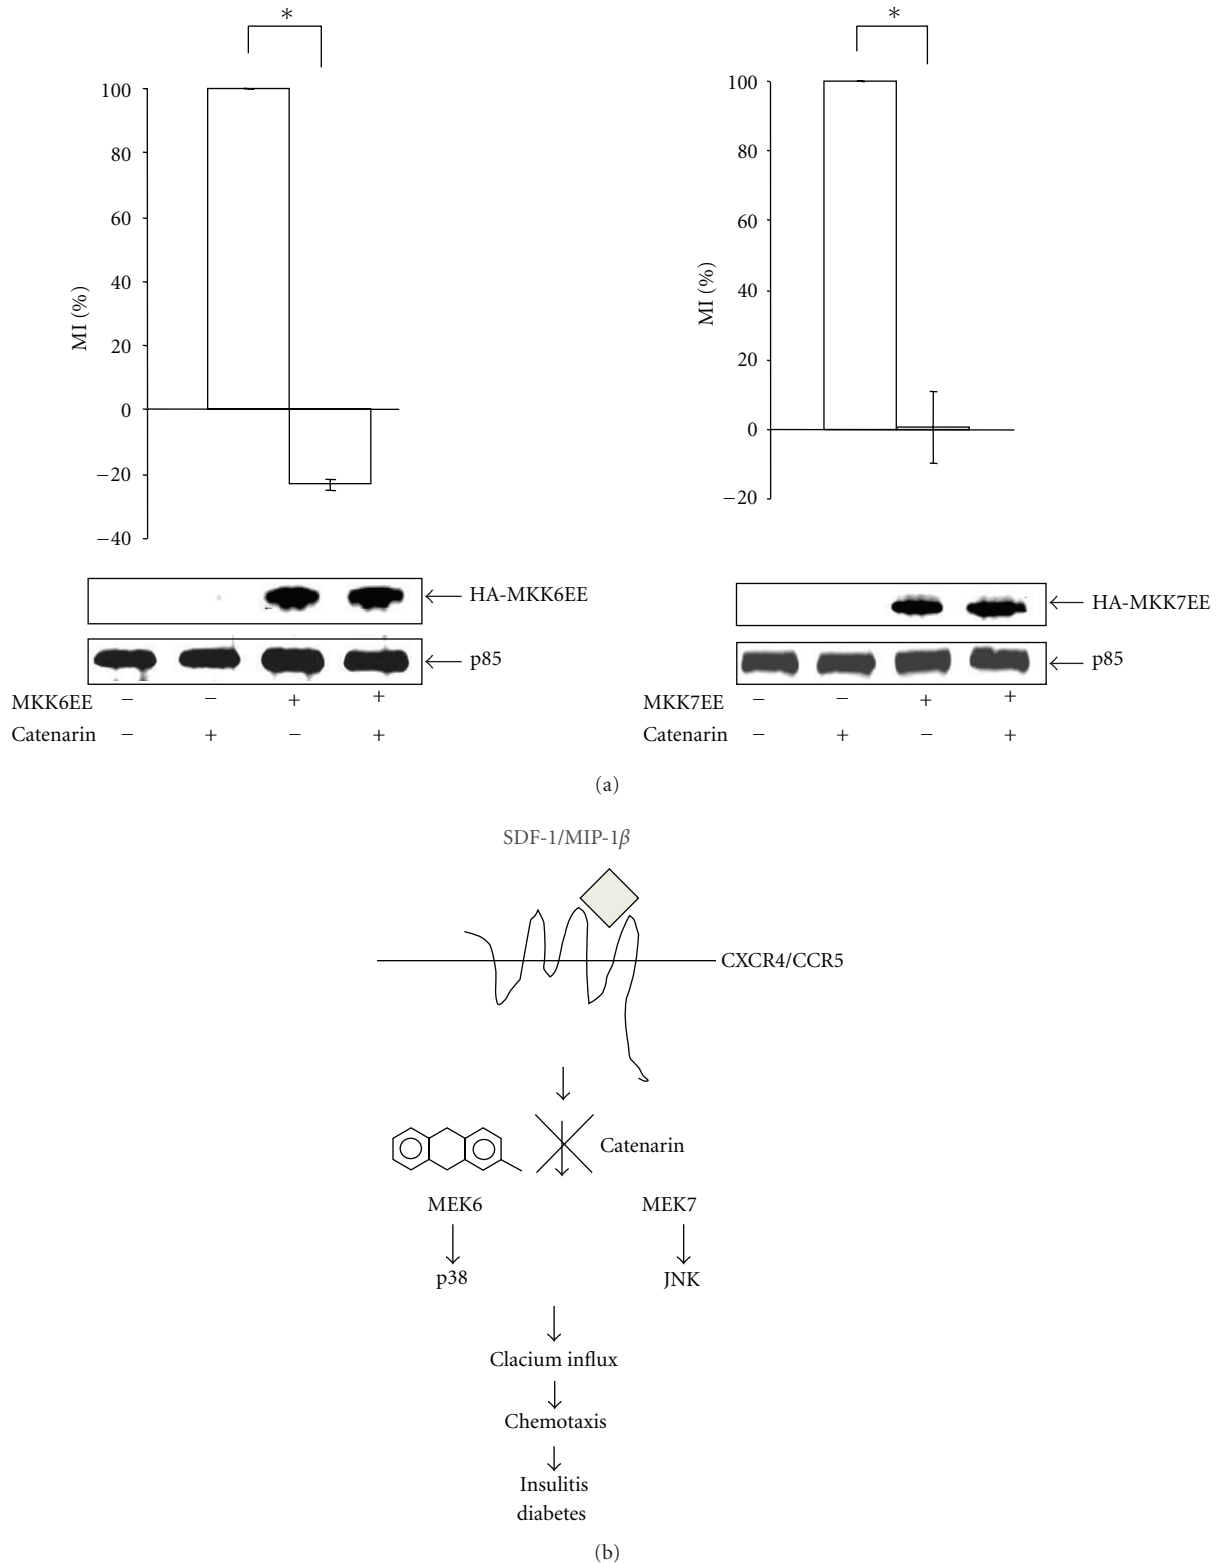 *
100
80
60
40
20
0
−20
−40
MI (%)
HA-MKK6EE
p85
MKK6EE − − + +
Catenarin − + − +
*
100
80
60
40
20
0
−20
MI (%)
HA-MKK7EE
p85
MKK7EE − − + +
Catenarin − + − +
(a)
SDF-1/MIP-1β
CXCR4/CCR5
Catenarin
MEK6
MEK7
p38
JNK
Clacium influx
Chemotaxis
Insulitis
diabetes
(b)